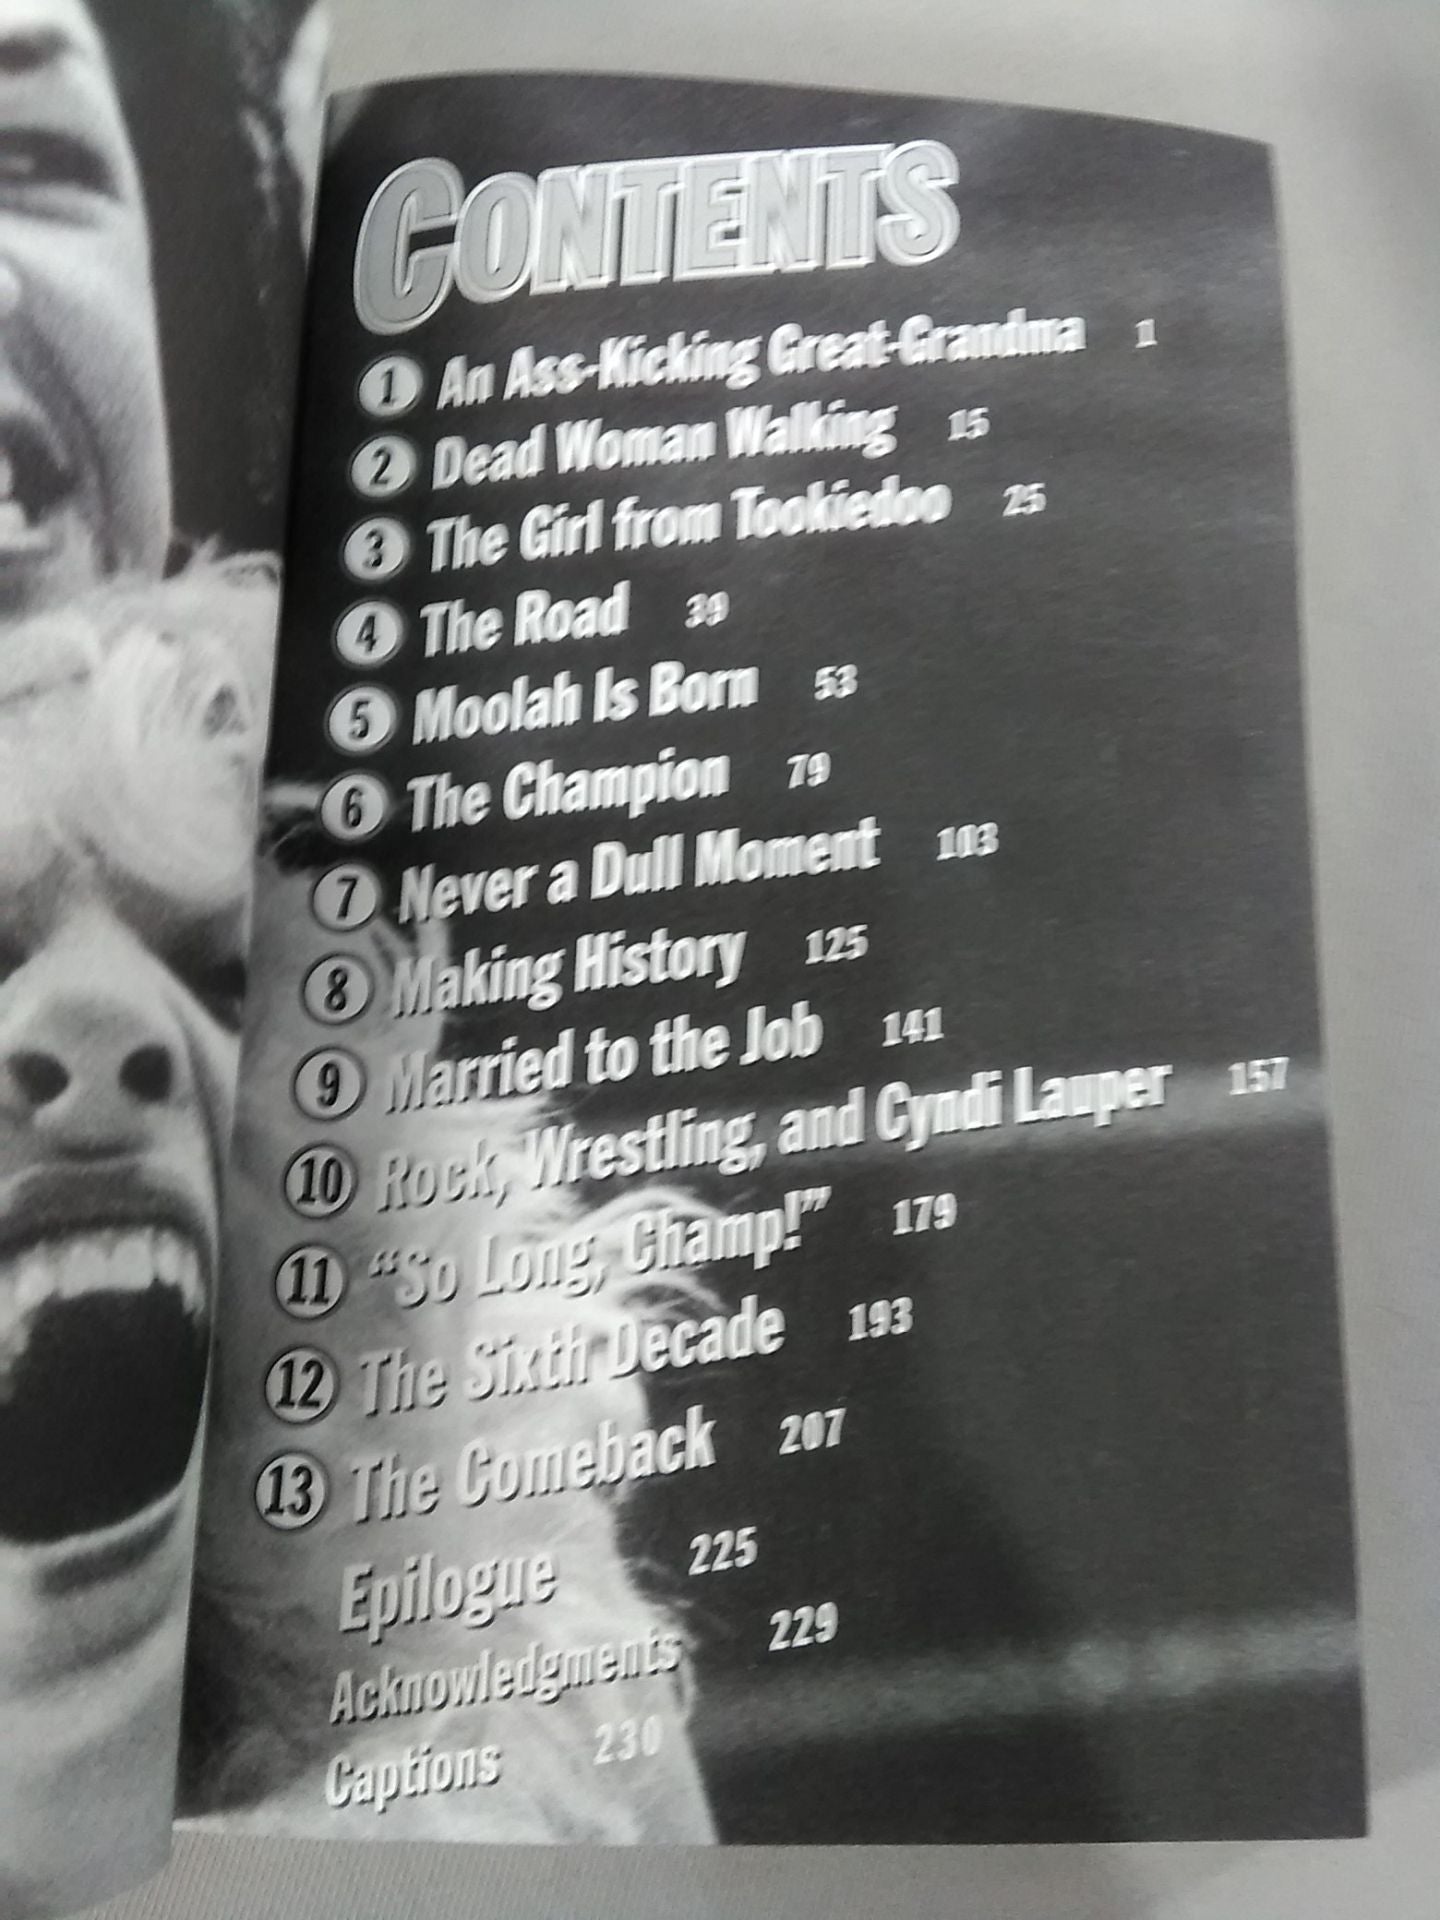 CONTENTS
1 An Ass-Kicking Great-Grandma 1
2 Dead Woman Walking 15
3 The Girl from Tookiedoo 25
4 The Road 39
5 Moolah Is Born 53
6 The Champion 79
7 Never a Dull Moment 103
8 Making History 125
9 Married to the Job 141
10 Rock, Wrestling, and Cyndi Lauper 157
11 “So Long, Champ!” 179
12 The Sixth Decade 193
13 The Comeback 207
Epilogue 225
Acknowledgments 229
Captions 230